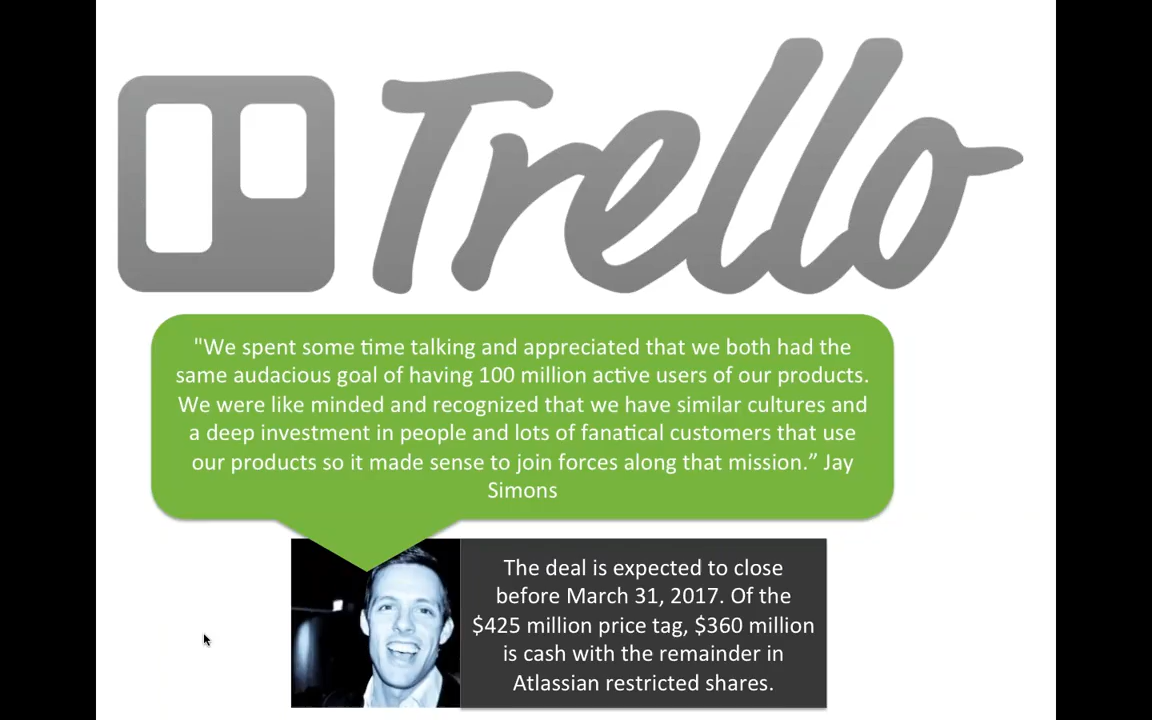 Trello
"We spent some time talking and appreciated that we both had the
same audacious goal of having 100 million active users of our products.
We were like minded and recognized that we have similar cultures and
a deep investment in people and lots of fanatical customers that use
our products so it made sense to join forces along that mission.” Jay
Simons
The deal is expected to close
before March 31, 2017. Of the
$425 million price tag, $360 million
is cash with the remainder in
Atlassian restricted shares.